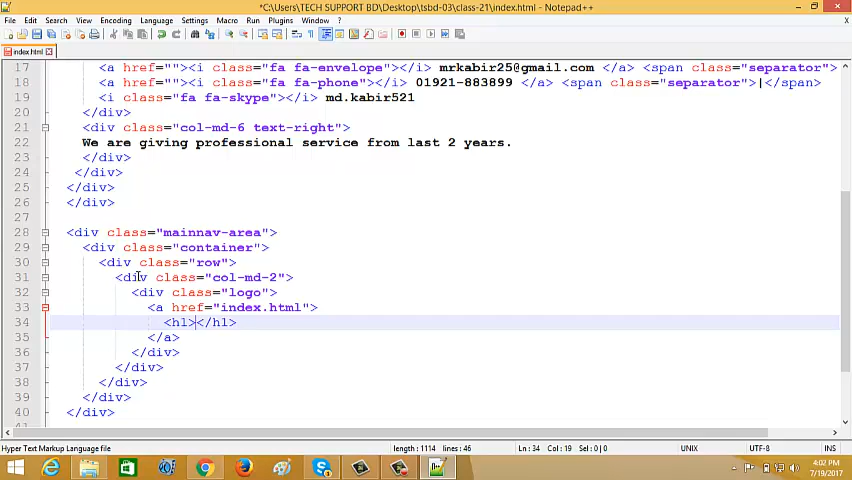 *C:\Users\TECH SUPPORT BD\Desktop\tsbd-03\class-21\index.html - Notepad++
File Edit Search View Encoding Language Settings Macro Run Plugins Window ? X
index.html
17 <a href=""><i class="fa fa-envelope"></i> mrkabir25@gmail.com </a> <span class="separator">
18 <a href=""><i class="fa fa-phone"></i> 01921-883899 </a> <span class="separator">|</span>
19 <i class="fa fa-skype"></i> md.kabir521
20 </div>
21 <div class="col-md-6 text-right">
22 We are giving professional service from last 2 years.
23 </div>
24 </div>
25 </div>
26 </div>
27
28 <div class="mainnav-area">
29 <div class="container">
30 <div class="row">
31 <div class="col-md-2">
32 <div class="logo">
33 <a href="index.html">
34 <h1></h1>
35 </a>
36 </div>
37 </div>
38 </div>
39 </div>
40 </div>
Hyper Text Markup Language file length : 1114 lines : 46 Ln : 34 Col : 19 Sel : 0 | 0 UNIX UTF-8 INS
4:02 PM
7/19/2017